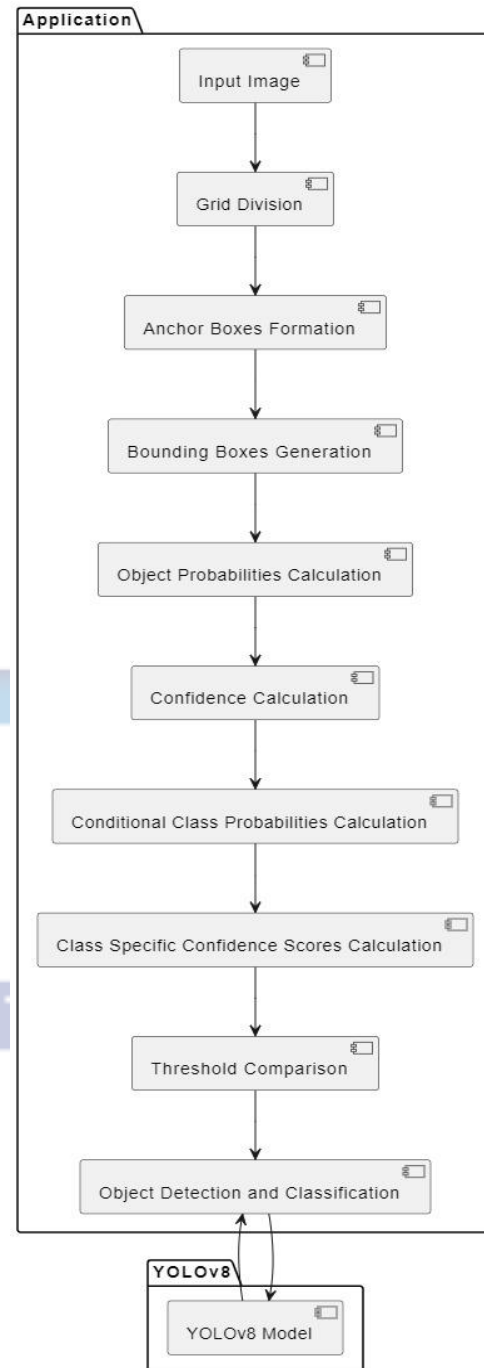 Application
Input Image
Grid Division
Anchor Boxes Formation
Bounding Boxes Generation
Object Probabilities Calculation
Confidence Calculation
Conditional Class Probabilities Calculation
Class Specific Confidence Scores Calculation
Threshold Comparison
Object Detection and Classification
YOLOv8
YOLOv8 Model